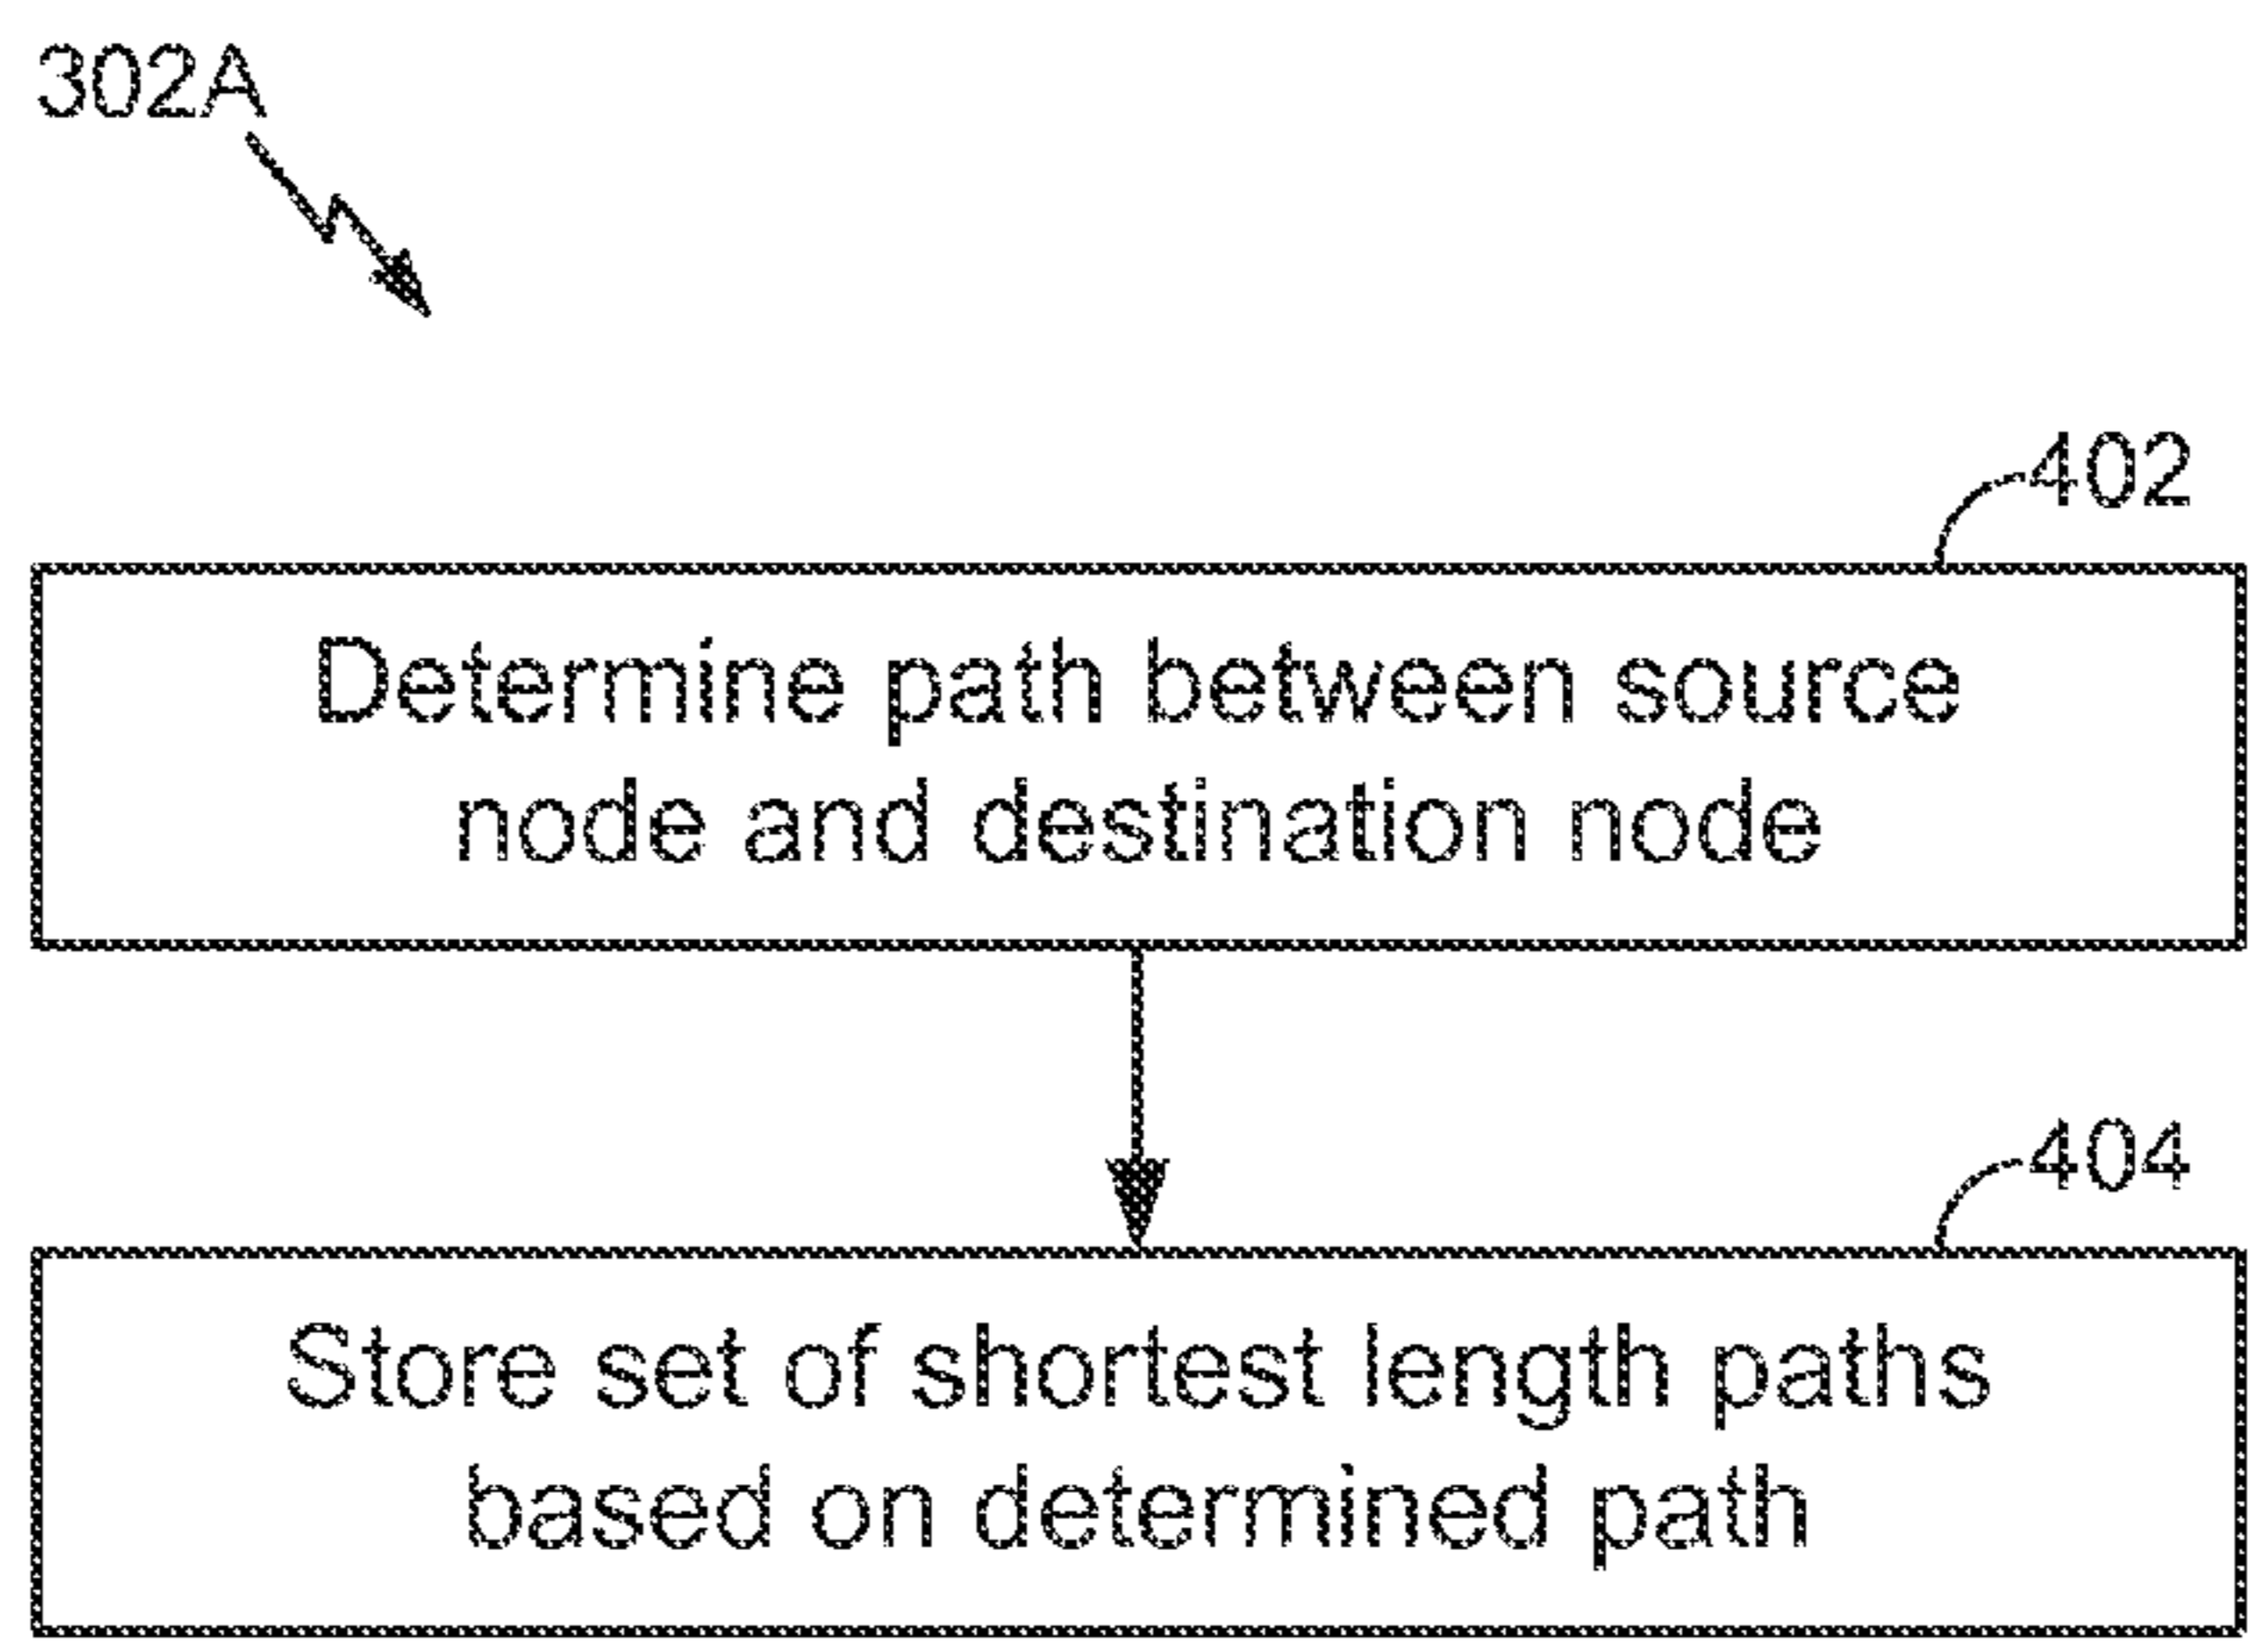 302A
402
Determine path between source
node and destination node
404
Store set of shortest length paths
based on determined path